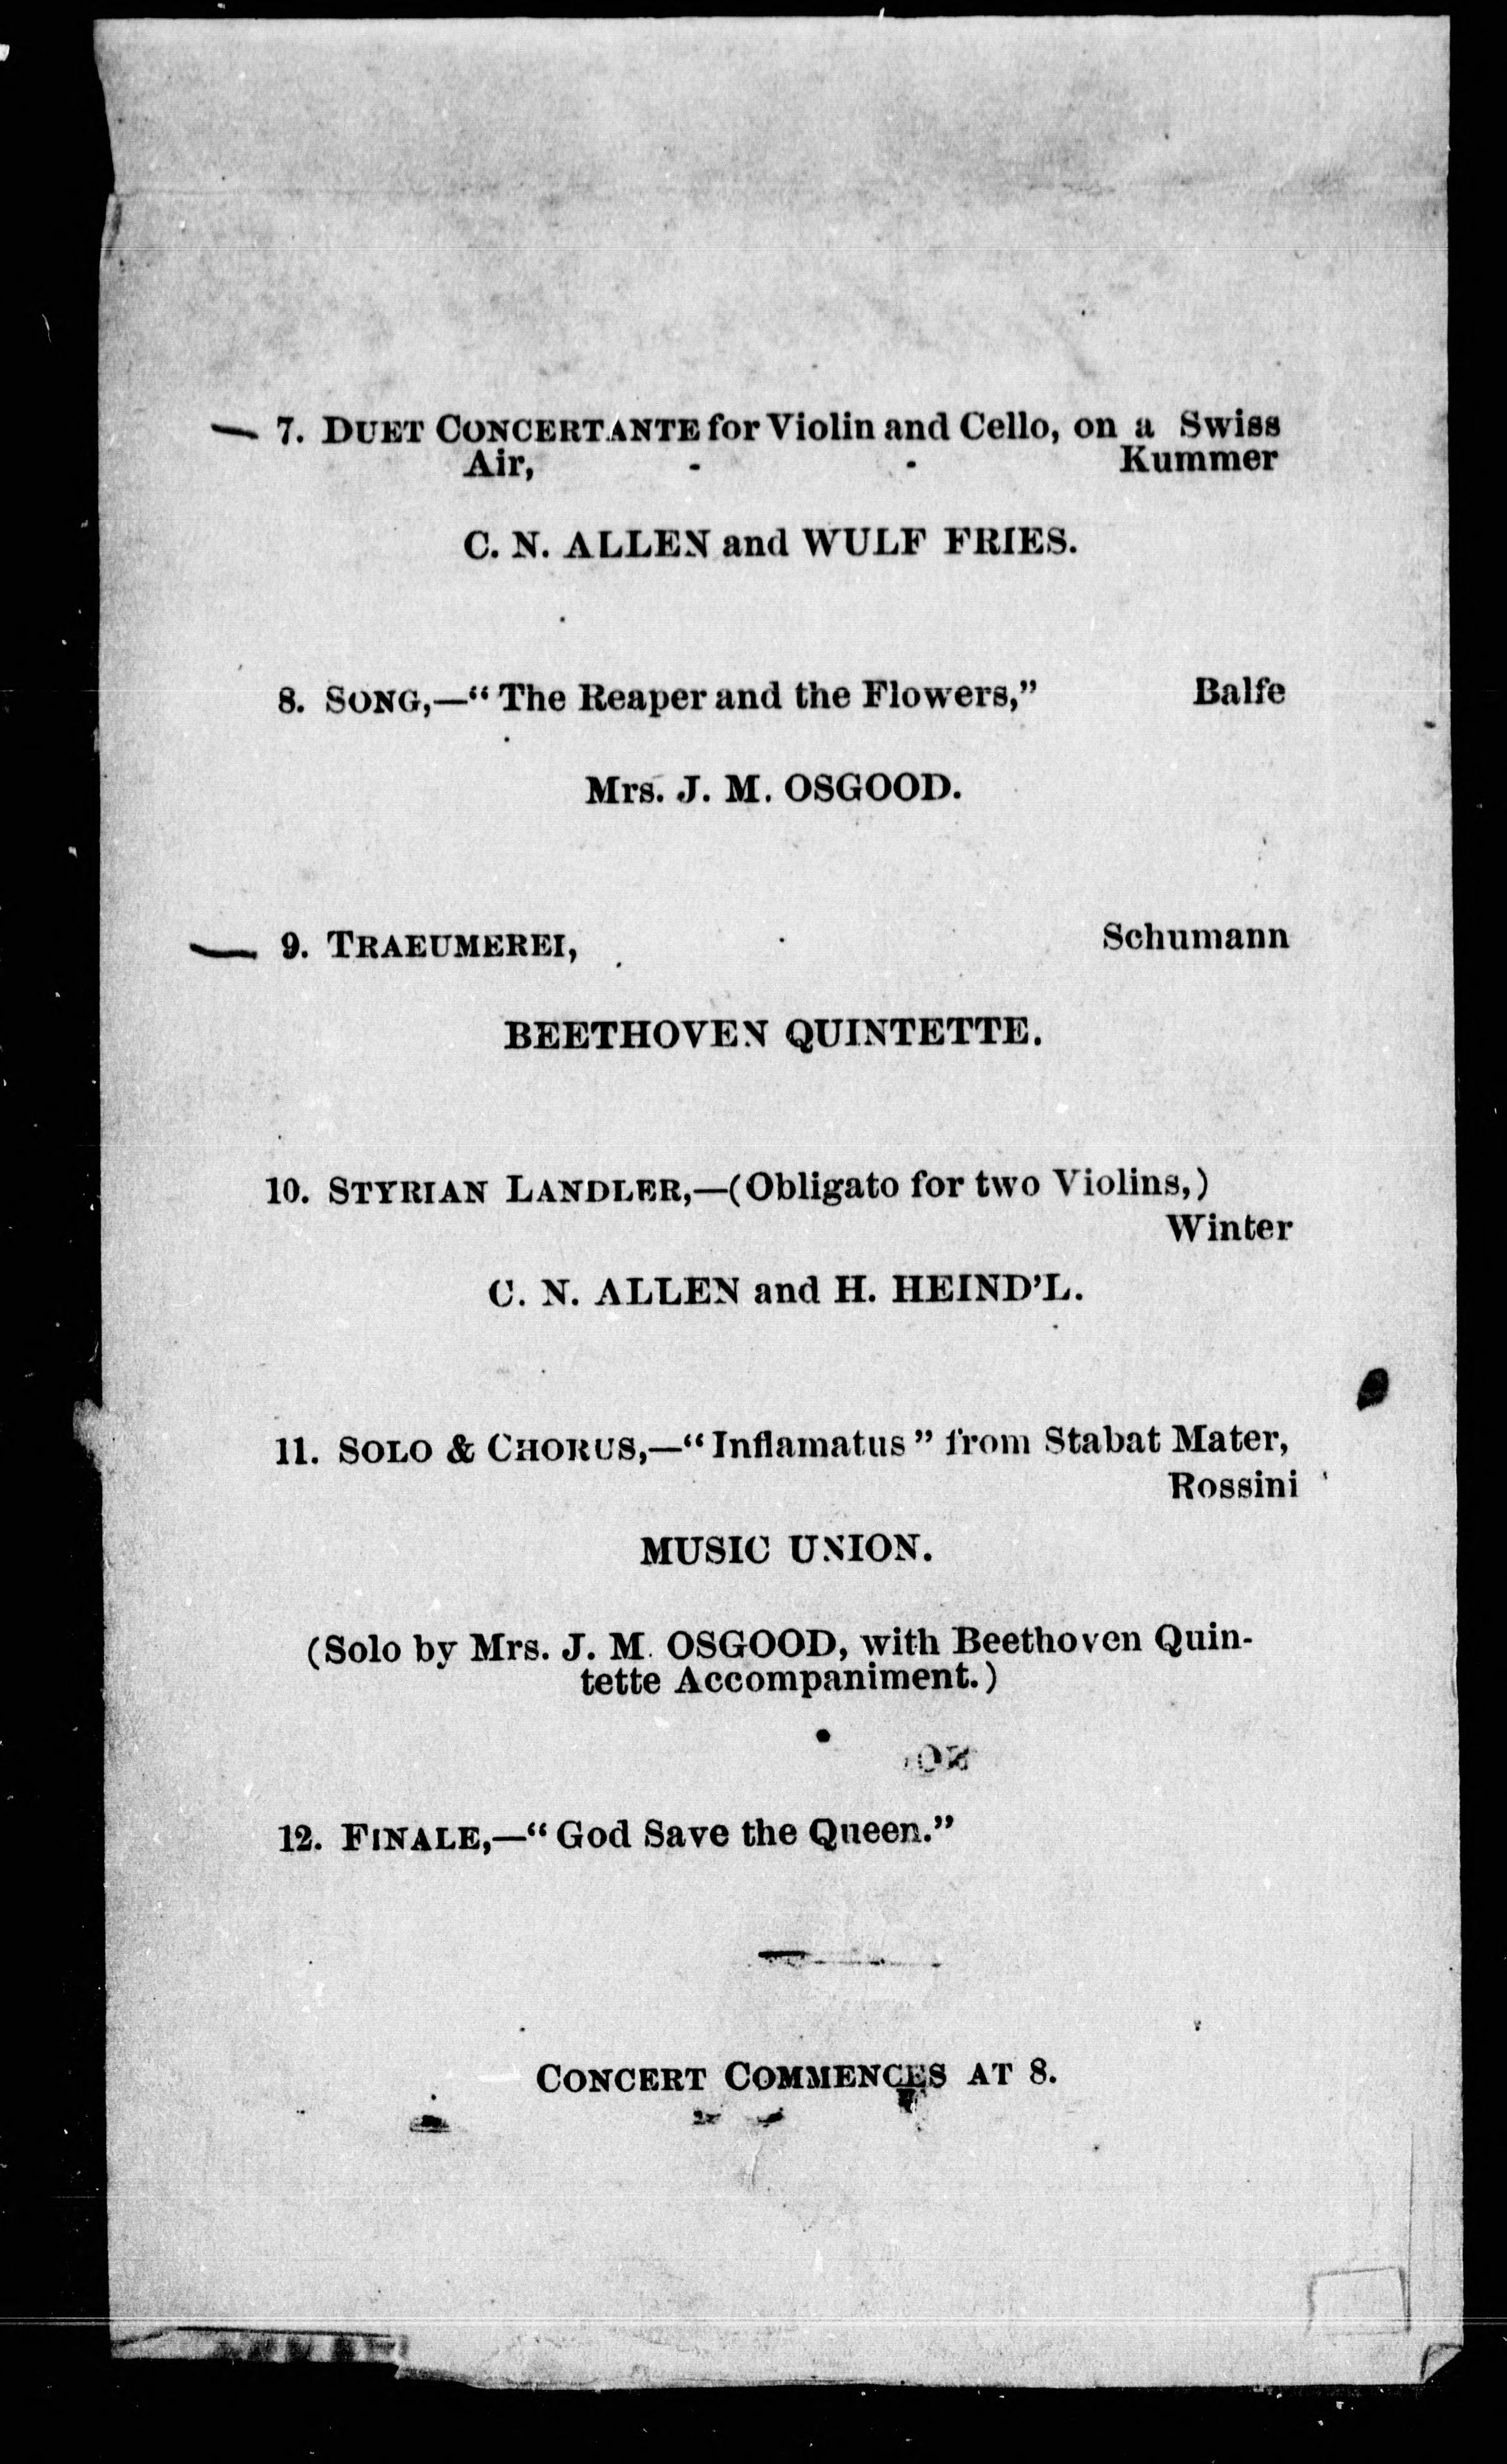 7. DUET CONCERTANTE for Violin and Cello, on a Swiss
Air, - - Kummer
C. N. ALLEN and WULF FRIES.
8. SONG,—“The Reaper and the Flowers,” Balfe
Mrs. J. M. OSGOOD.
9. TRAEUMEREI, Schumann
BEETHOVEN QUINTETTE.
10. STYRIAN LANDLER,—(Obligato for two Violins,)
Winter
C. N. ALLEN and H. HEIND’L.
11. SOLO & CHORUS,—“Inflamatus” from Stabat Mater,
Rossini
MUSIC UNION.
(Solo by Mrs. J. M. OSGOOD, with Beethoven Quin-
tette Accompaniment.)
12. FINALE,—“God Save the Queen.”
CONCERT COMMENCES AT 8.